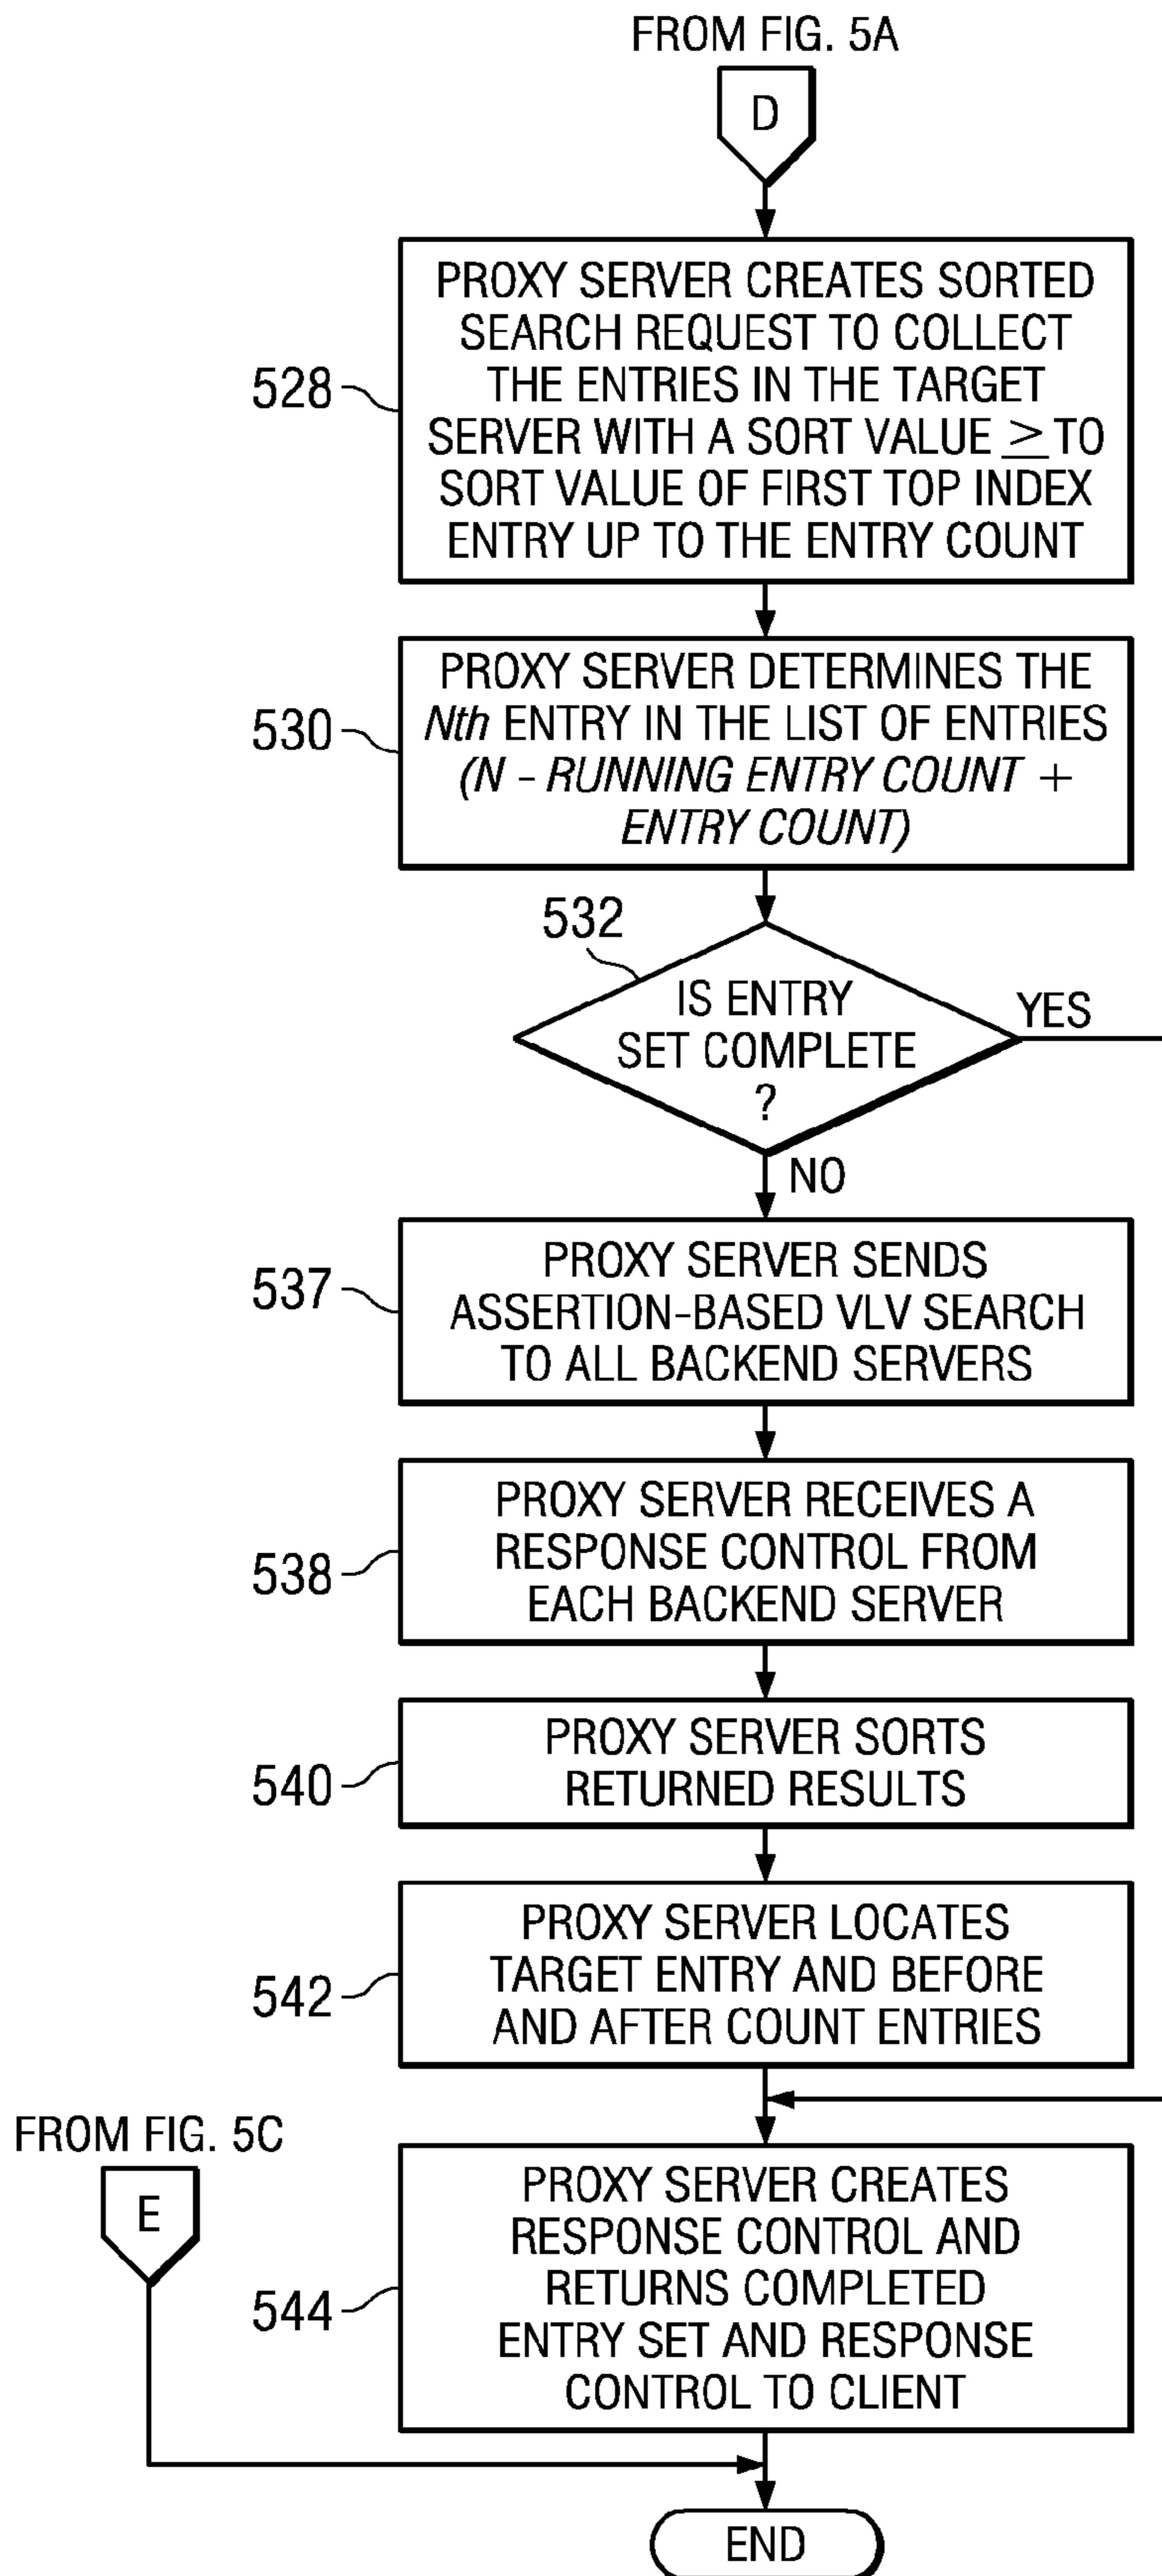 FROM FIG. 5A
D
528
PROXY SERVER CREATES SORTED
SEARCH REQUEST TO COLLECT
THE ENTRIES IN THE TARGET
SERVER WITH A SORT VALUE ≥ TO
SORT VALUE OF FIRST TOP INDEX
ENTRY UP TO THE ENTRY COUNT
530
PROXY SERVER DETERMINES THE
Nth ENTRY IN THE LIST OF ENTRIES
(N - RUNNING ENTRY COUNT +
ENTRY COUNT)
532
IS ENTRY
SET COMPLETE
?
YES
NO
537
PROXY SERVER SENDS
ASSERTION-BASED VLV SEARCH
TO ALL BACKEND SERVERS
538
PROXY SERVER RECEIVES A
RESPONSE CONTROL FROM
EACH BACKEND SERVER
540
PROXY SERVER SORTS
RETURNED RESULTS
542
PROXY SERVER LOCATES
TARGET ENTRY AND BEFORE
AND AFTER COUNT ENTRIES
FROM FIG. 5C
E
544
PROXY SERVER CREATES
RESPONSE CONTROL AND
RETURNS COMPLETED
ENTRY SET AND RESPONSE
CONTROL TO CLIENT
END